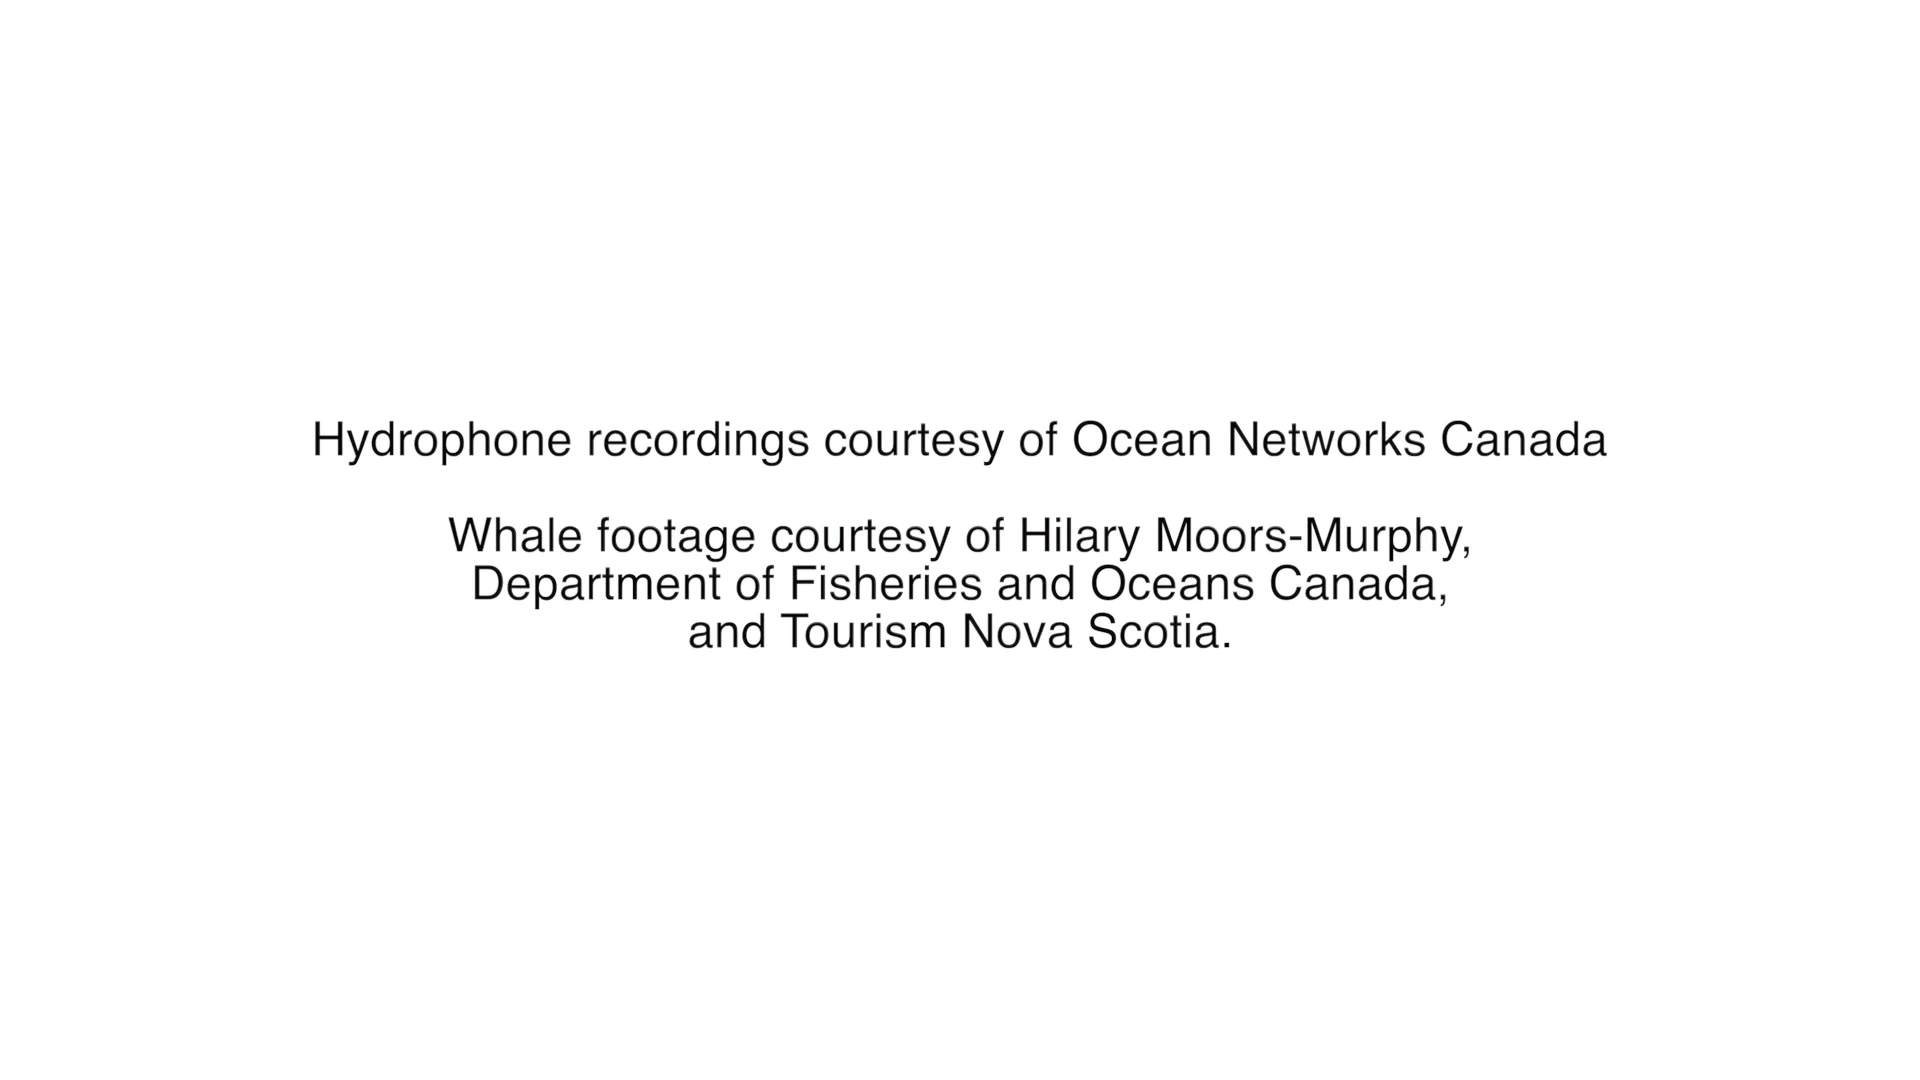 Hydrophone recordings courtesy of Ocean Networks Canada
Whale footage courtesy of Hilary Moors-Murphy,
Department of Fisheries and Oceans Canada,
and Tourism Nova Scotia.